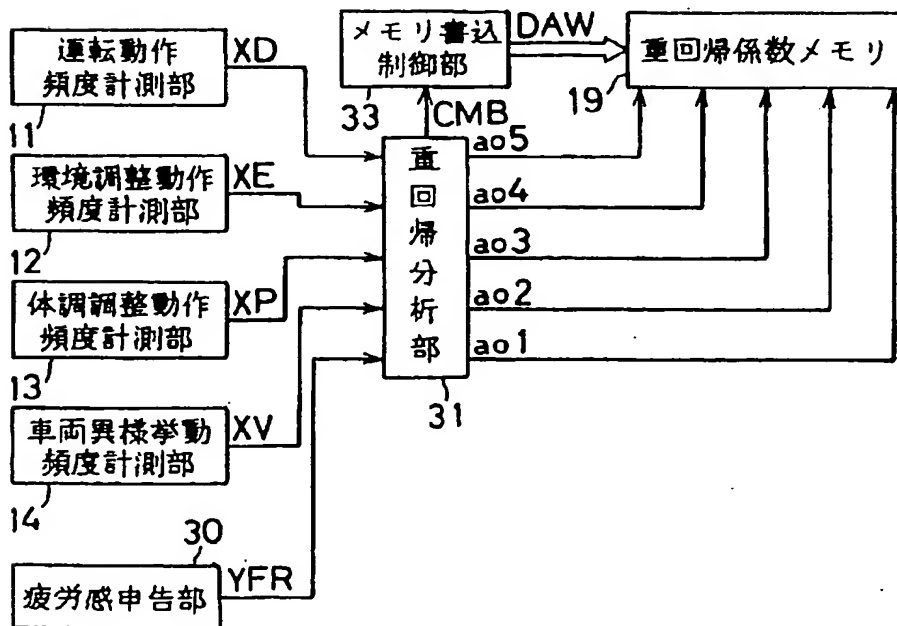 運転動作
頻度計測部
XD
11
環境調整動作
頻度計測部
XE
12
体調調整動作
頻度計測部
XP
13
車両異様挙動
頻度計測部
XV
14
30
疲労感申告部
YFR
メモリ書込
制御部
33
DAW
CMB
重回帰分析部
31
ao5
ao4
ao3
ao2
ao1
重回帰係数メモリ
19